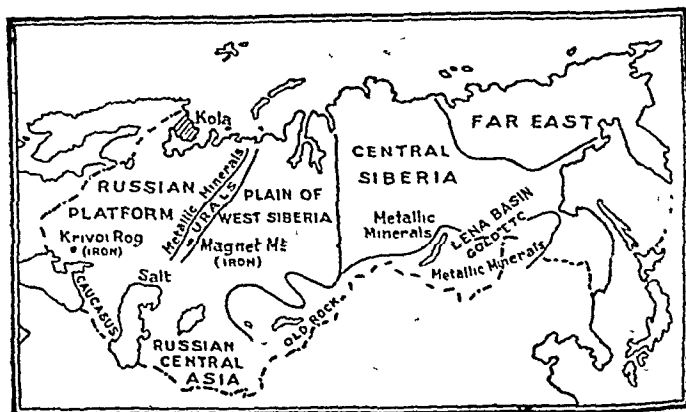 Kola
FAR EAST
CENTRAL
SIBERIA
RUSSIAN
PLATFORM
Metallic Minerals
URALS
PLAIN OF
WEST SIBERIA
Krivoi Rog
(IRON)
Magnet Mt
(IRON)
Metallic
Minerals
LENA BASIN
GOLD ETC
Metallic Minerals
Salt
CAUCASUS
OLD ROCK
RUSSIAN
CENTRAL
ASIA